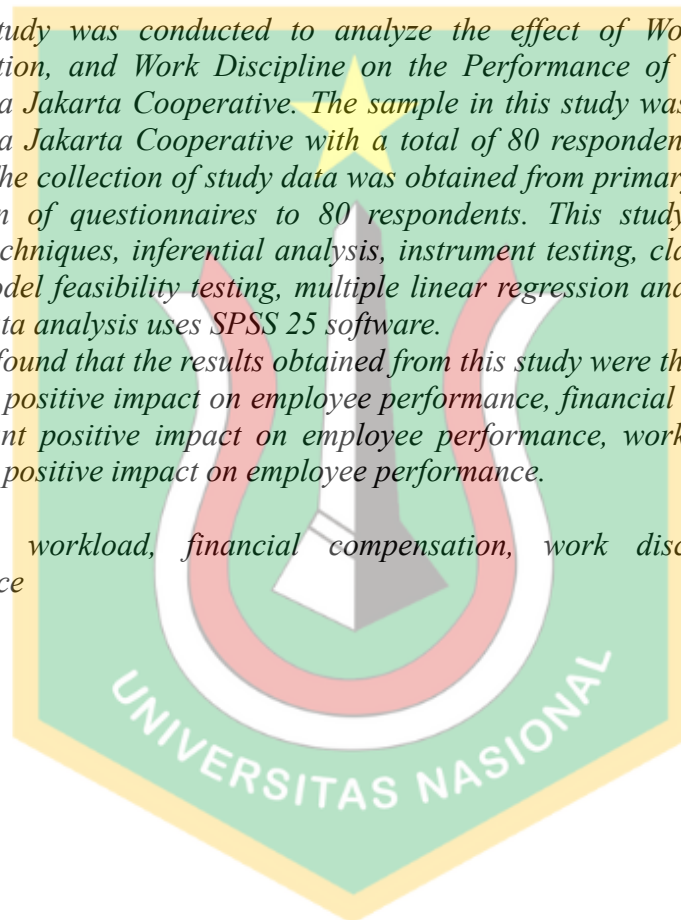 tudy was conducted to analyze the effect of Wo
tion, and Work Discipline on the Performance of
a Jakarta Cooperative. The sample in this study was
a Jakarta Cooperative with a total of 80 responden
he collection of study data was obtained from primary
n of questionnaires to 80 respondents. This study
chniques, inferential analysis, instrument testing, cla
odel feasibility testing, multiple linear regression and
ta analysis uses SPSS 25 software.
found that the results obtained from this study were th
positive impact on employee performance, financial
nt positive impact on employee performance, work
positive impact on employee performance.
workload, financial compensation, work disc
ce
UNIVERSITAS NASIONAL